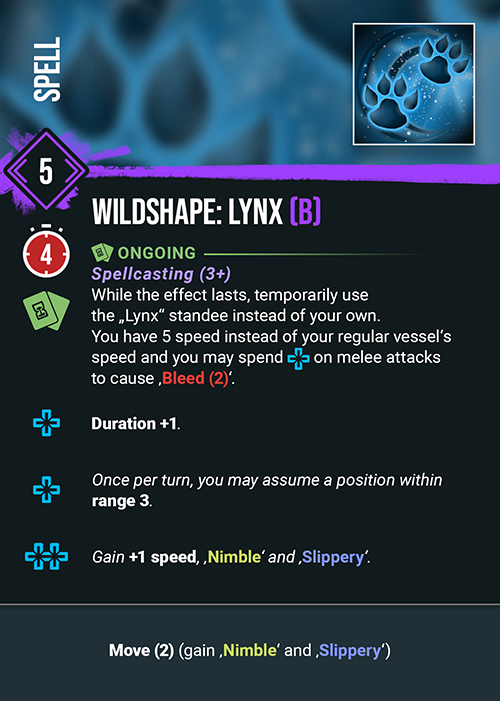 SPELL
5
WILDSHAPE: LYNX (B)
4
ONGOING
Spellcasting (3+)
While the effect lasts, temporarily use
the „Lynx“ standee instead of your own.
You have 5 speed instead of your regular vessel‘s
speed and you may spend on melee attacks
to cause ‚Bleed (2)‘.
Duration +1.
Once per turn, you may assume a position within
range 3.
Gain +1 speed, ‚Nimble‘ and ‚Slippery‘.
Move (2) (gain ‚Nimble‘ and ‚Slippery‘)